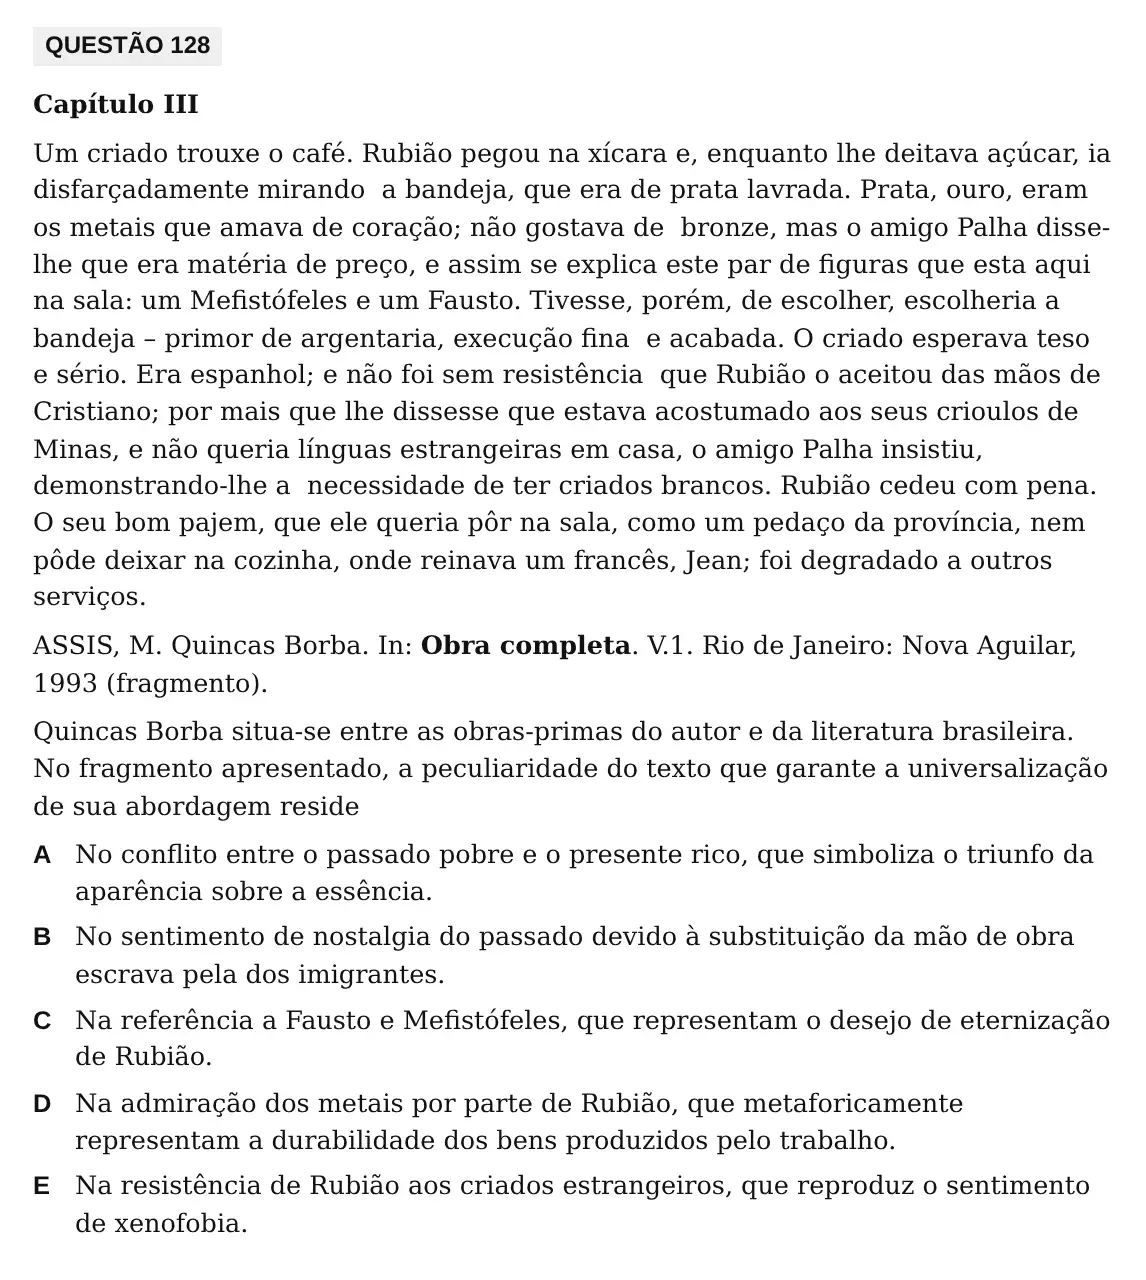 QUESTÃO 128
Capítulo III
Um criado trouxe o café. Rubião pegou na xícara e, enquanto lhe deitava açúcar, ia
disfarçadamente mirando  a bandeja, que era de prata lavrada. Prata, ouro, eram
os metais que amava de coração; não gostava de  bronze, mas o amigo Palha disse-
lhe que era matéria de preço, e assim se explica este par de figuras que esta aqui
na sala: um Mefistófeles e um Fausto. Tivesse, porém, de escolher, escolheria a
bandeja – primor de argentaria, execução fina  e acabada. O criado esperava teso
e sério. Era espanhol; e não foi sem resistência  que Rubião o aceitou das mãos de
Cristiano; por mais que lhe dissesse que estava acostumado aos seus crioulos de
Minas, e não queria línguas estrangeiras em casa, o amigo Palha insistiu,
demonstrando-lhe a  necessidade de ter criados brancos. Rubião cedeu com pena.
O seu bom pajem, que ele queria pôr na sala, como um pedaço da província, nem
pôde deixar na cozinha, onde reinava um francês, Jean; foi degradado a outros
serviços.
ASSIS, M. Quincas Borba. In: Obra completa. V.1. Rio de Janeiro: Nova Aguilar,
1993 (fragmento).
Quincas Borba situa-se entre as obras-primas do autor e da literatura brasileira.
No fragmento apresentado, a peculiaridade do texto que garante a universalização
de sua abordagem reside
A No conflito entre o passado pobre e o presente rico, que simboliza o triunfo da
aparência sobre a essência.
B No sentimento de nostalgia do passado devido à substituição da mão de obra
escrava pela dos imigrantes.
C Na referência a Fausto e Mefistófeles, que representam o desejo de eternização
de Rubião.
D Na admiração dos metais por parte de Rubião, que metaforicamente
representam a durabilidade dos bens produzidos pelo trabalho.
E Na resistência de Rubião aos criados estrangeiros, que reproduz o sentimento
de xenofobia.